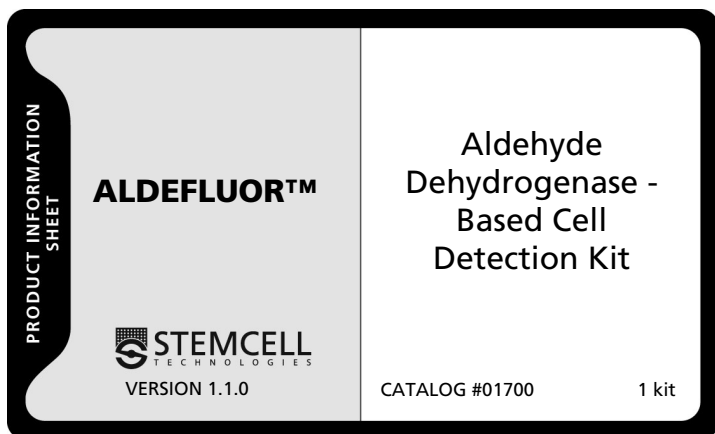 PRODUCT INFORMATION
SHEET
ALDEFLUOR™
STEMCELL
TECHNOLOGIES
VERSION 1.1.0
Aldehyde
Dehydrogenase -
Based Cell
Detection Kit
CATALOG #01700 1 kit